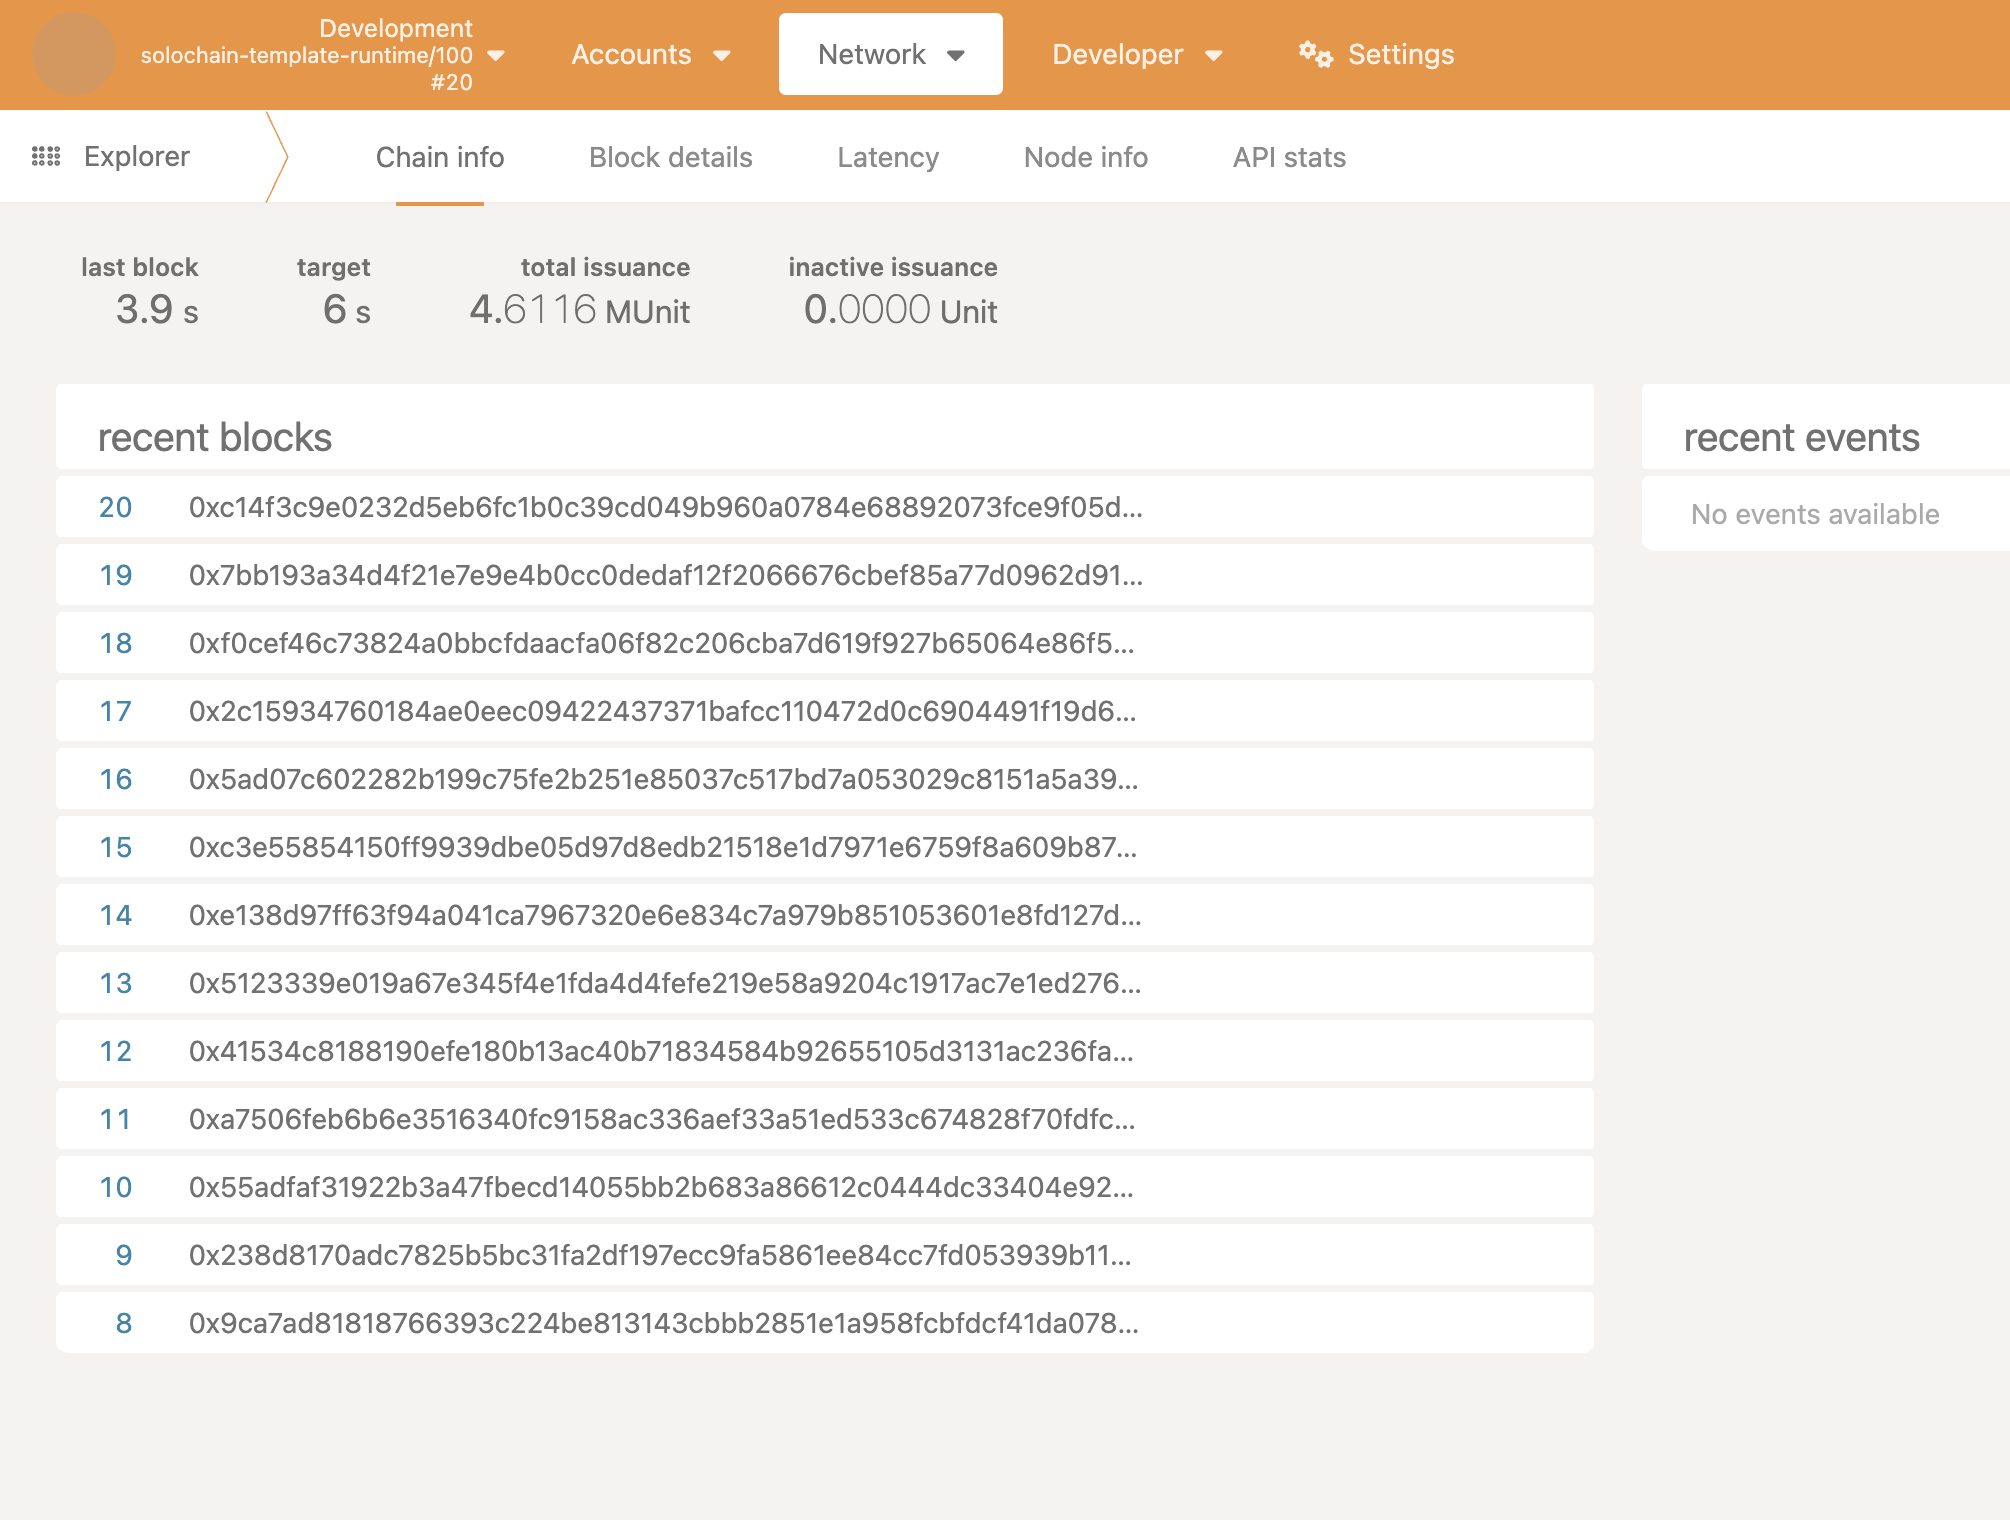 Development
solochain-template-runtime/100
#20
Accounts
Network
Developer
Settings
Explorer
Chain info
Block details
Latency
Node info
API stats
last block
3.9 s
target
6 s
total issuance
4.6116 MUnit
inactive issuance
0.0000 Unit
recent blocks
20 0xc14f3c9e0232d5eb6fc1b0c39cd049b960a0784e68892073fce9f05d...
19 0x7bb193a34d4f21e7e9e4b0cc0dedaf12f2066676cbef85a77d0962d91...
18 0xf0cef46c73824a0bbcfdaacfa06f82c206cba7d619f927b65064e86f5...
17 0x2c15934760184ae0eec09422437371bafcc110472d0c6904491f19d6...
16 0x5ad07c602282b199c75fe2b251e85037c517bd7a053029c8151a5a39...
15 0xc3e55854150ff9939dbe05d97d8edb21518e1d7971e6759f8a609b87...
14 0xe138d97ff63f94a041ca7967320e6e834c7a979b851053601e8fd127d...
13 0x5123339e019a67e345f4e1fda4d4fefe219e58a9204c1917ac7e1ed276...
12 0x41534c8188190efe180b13ac40b71834584b92655105d3131ac236fa...
11 0xa7506feb6b6e3516340fc9158ac336aef33a51ed533c674828f70fdfc...
10 0x55adfaf31922b3a47fbecd14055bb2b683a86612c0444dc33404e92...
9 0x238d8170adc7825b5bc31fa2df197ecc9fa5861ee84cc7fd053939b11...
8 0x9ca7ad81818766393c224be813143cbbb2851e1a958fcbfdcf41da078...
recent events
No events available